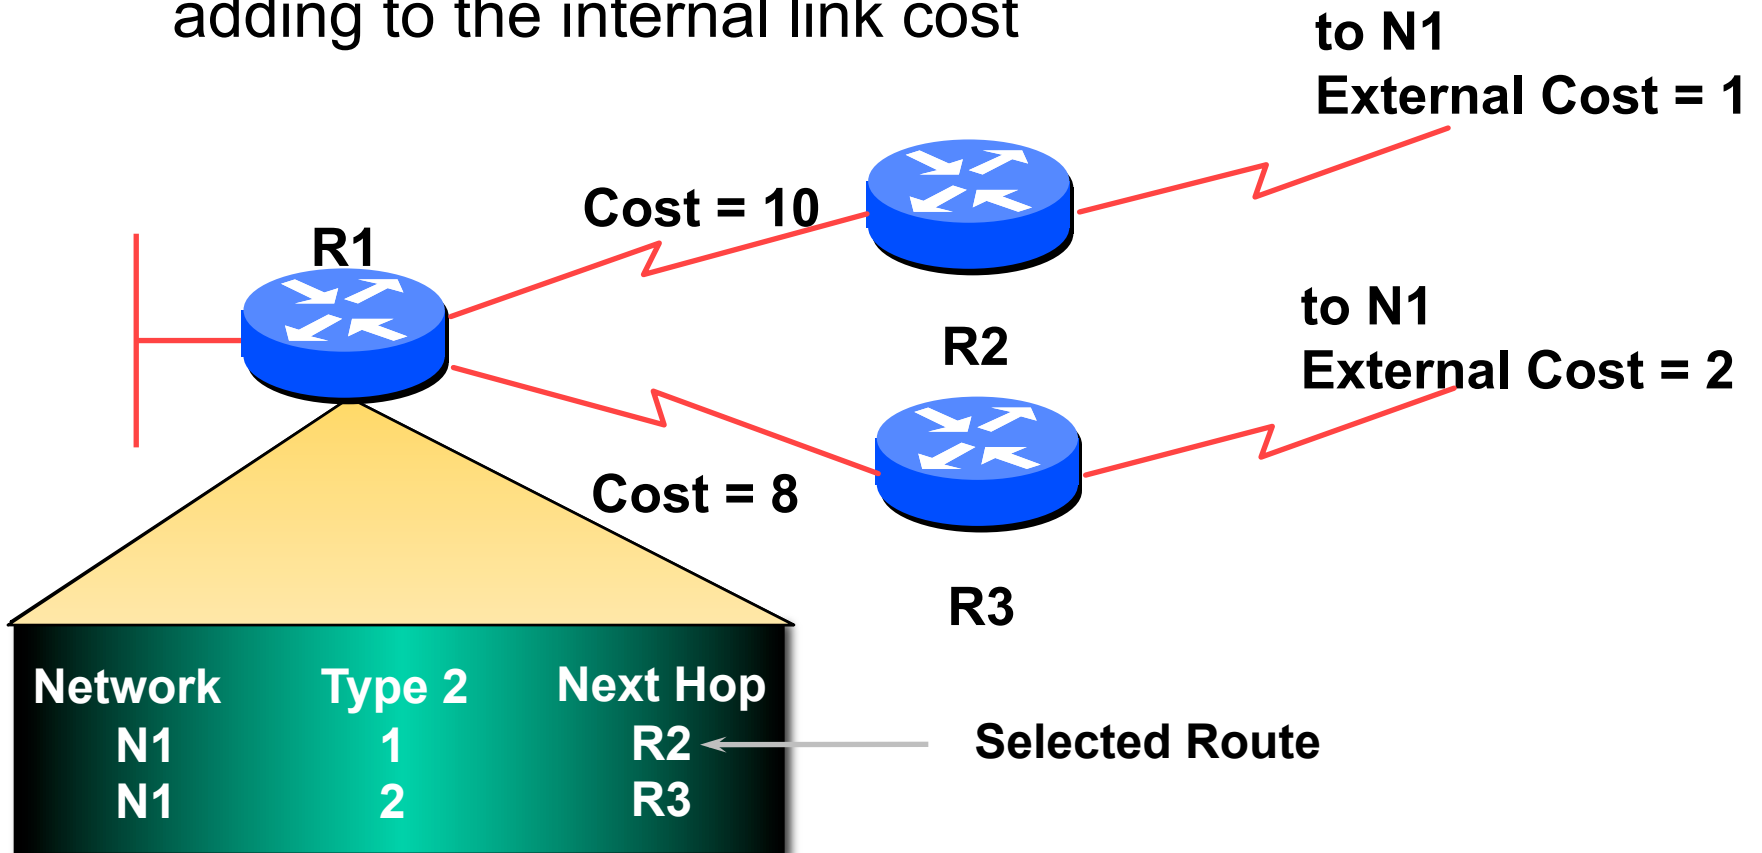 adding to the internal link cost
to N1
External Cost = 1
Cost = 10
R1
R2
to N1
External Cost = 2
Cost = 8
R3
Network Type 2 Next Hop
N1 1 R2
N1 2 R3
Selected Route